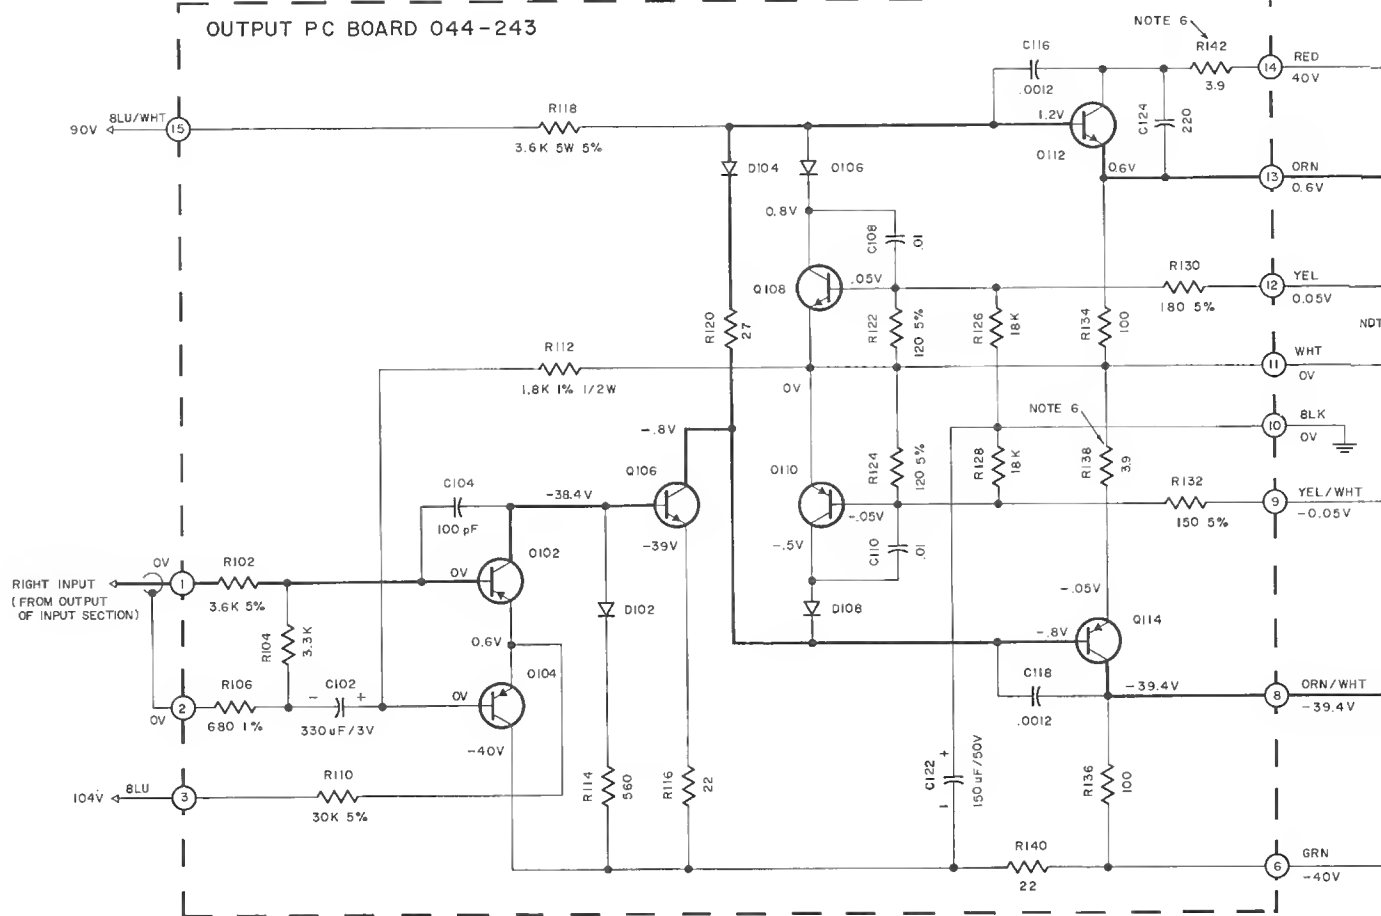 OUTPUT PC BOARD 044-243
NOTE 6
R142
3.9
14
RED
40V
C116
.0012
1.2V
C124
220
Q112
0.6V
13
ORN
0.6V
90V
BLU/WHT
15
R118
3.6K 5W 5%
D104
D106
0.8V
C108
.01
Q108
.05V
R130
180 5%
12
YEL
0.05V
R120
27
R122
120 5%
R126
18K
R134
100
R112
1.8K 1% 1/2W
0V
11
WHT
0V
NOTE 6
10
BLK
0V
-.8V
Q106
-39V
Q110
-.05V
-.5V
R124
120 5%
R128
18K
R138
3.9
R132
150 5%
9
YEL/WHT
-0.05V
C104
100 pF
-38.4V
C110
.01
RIGHT INPUT
(FROM OUTPUT
OF INPUT SECTION)
0V
1
R102
3.6K 5%
0V
Q102
D102
D108
-.05V
-.8V
Q114
R104
3.3K
0.6V
Q104
0V
2
R106
680 1%
- C102 +
330uF/3V
0V
-40V
C118
.0012
-39.4V
8
ORN/WHT
-39.4V
104V
BLU
3
R110
30K 5%
R114
560
R116
22
C122
+
150uF/50V
-
R136
100
R140
22
6
GRN
-40V